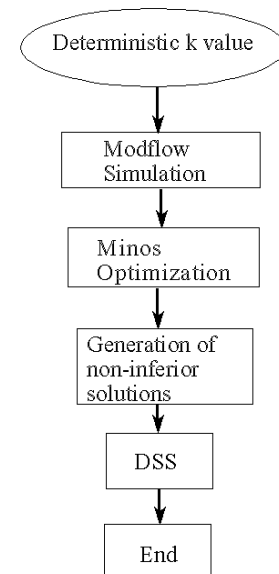 Deterministic k value
Modflow
Simulation
Minos
Optimization
Generation of
non-inferior
solutions
DSS
End